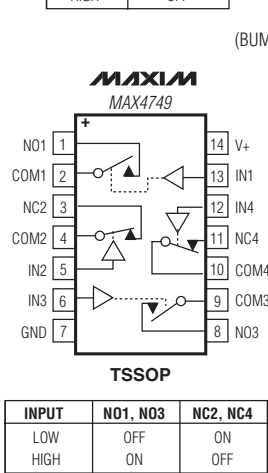 HIGH OFF
(BUM
MAXIM
MAX4749
+
NO1 1
COM1 2
NC2 3
COM2 4
IN2 5
IN3 6
GND 7
14 V+
13 IN1
12 IN4
11 NC4
10 COM4
9 COM3
8 NO3
TSSOP
INPUT NO1, NO3 NC2, NC4
LOW OFF ON
HIGH ON OFF